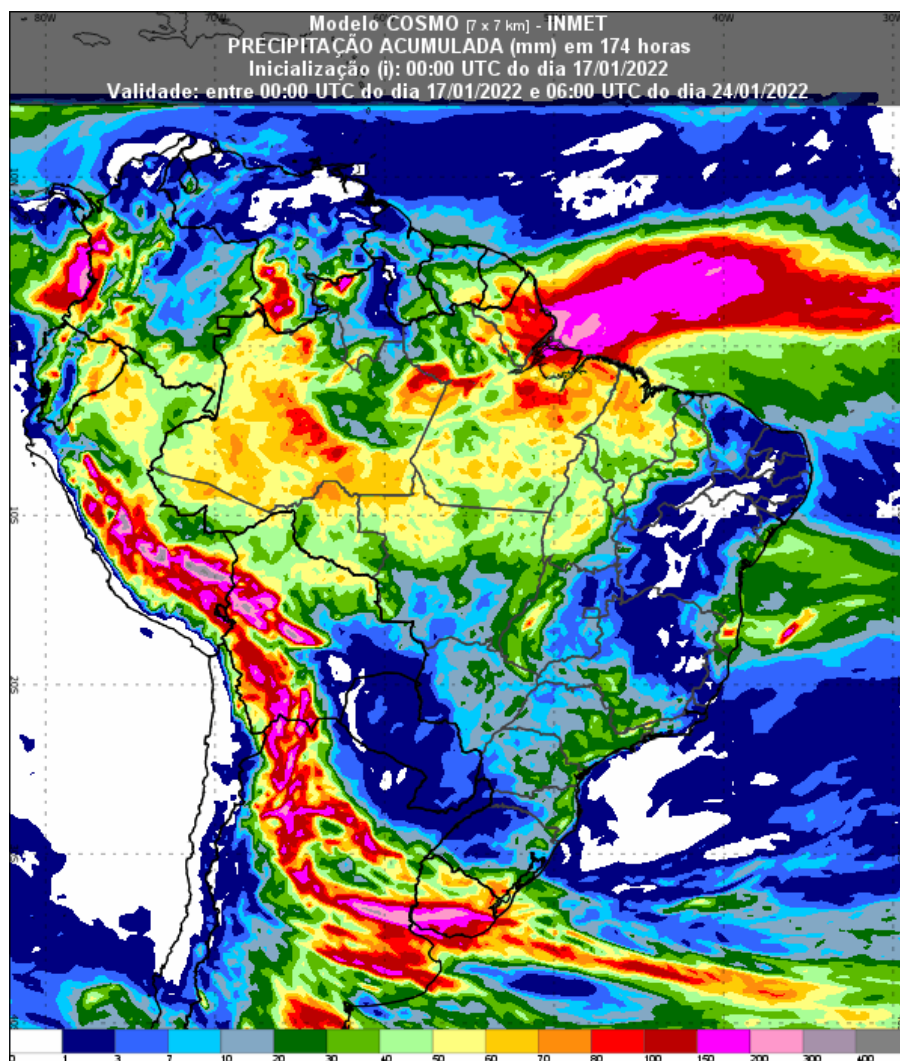 Modelo COSMO [7 x 7 km] - INMET
PRECIPITAÇÃO ACUMULADA (mm) em 174 horas
Inicialização (i): 00:00 UTC do dia 17/01/2022
Validade: entre 00:00 UTC do dia 17/01/2022 e 06:00 UTC do dia 24/01/2022
80W 70W 60W 50W 40W 30W
10N
10S
20S
0 1 3 7 10 20 30 40 50 60 70 80 100 150 200 300 400